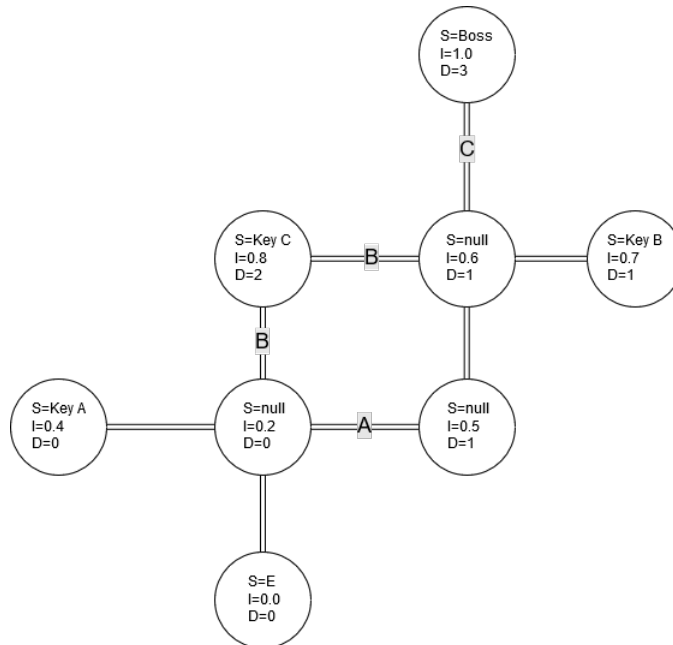 S=Boss
I=1.0
D=3
C
S=Key C
I=0.8
D=2
B
S=null
I=0.6
D=1
S=Key B
I=0.7
D=1
B
S=Key A
I=0.4
D=0
S=null
I=0.2
D=0
A
S=null
I=0.5
D=1
S=E
I=0.0
D=0